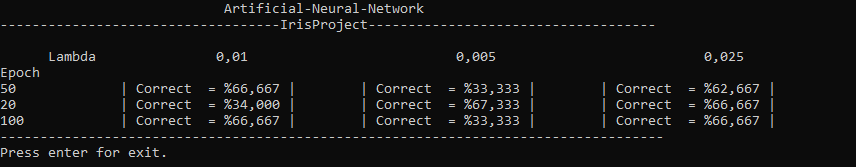 Artificial-Neural-Network
-----------------------------------IrisProject------------------------------------
Lambda 0,01 0,005 0,025
Epoch
50 | Correct = %66,667 | | Correct = %33,333 | | Correct = %62,667 |
20 | Correct = %34,000 | | Correct = %67,333 | | Correct = %66,667 |
100 | Correct = %66,667 | | Correct = %33,333 | | Correct = %66,667 |
-----------------------------------------------------------------------------------
Press enter for exit.